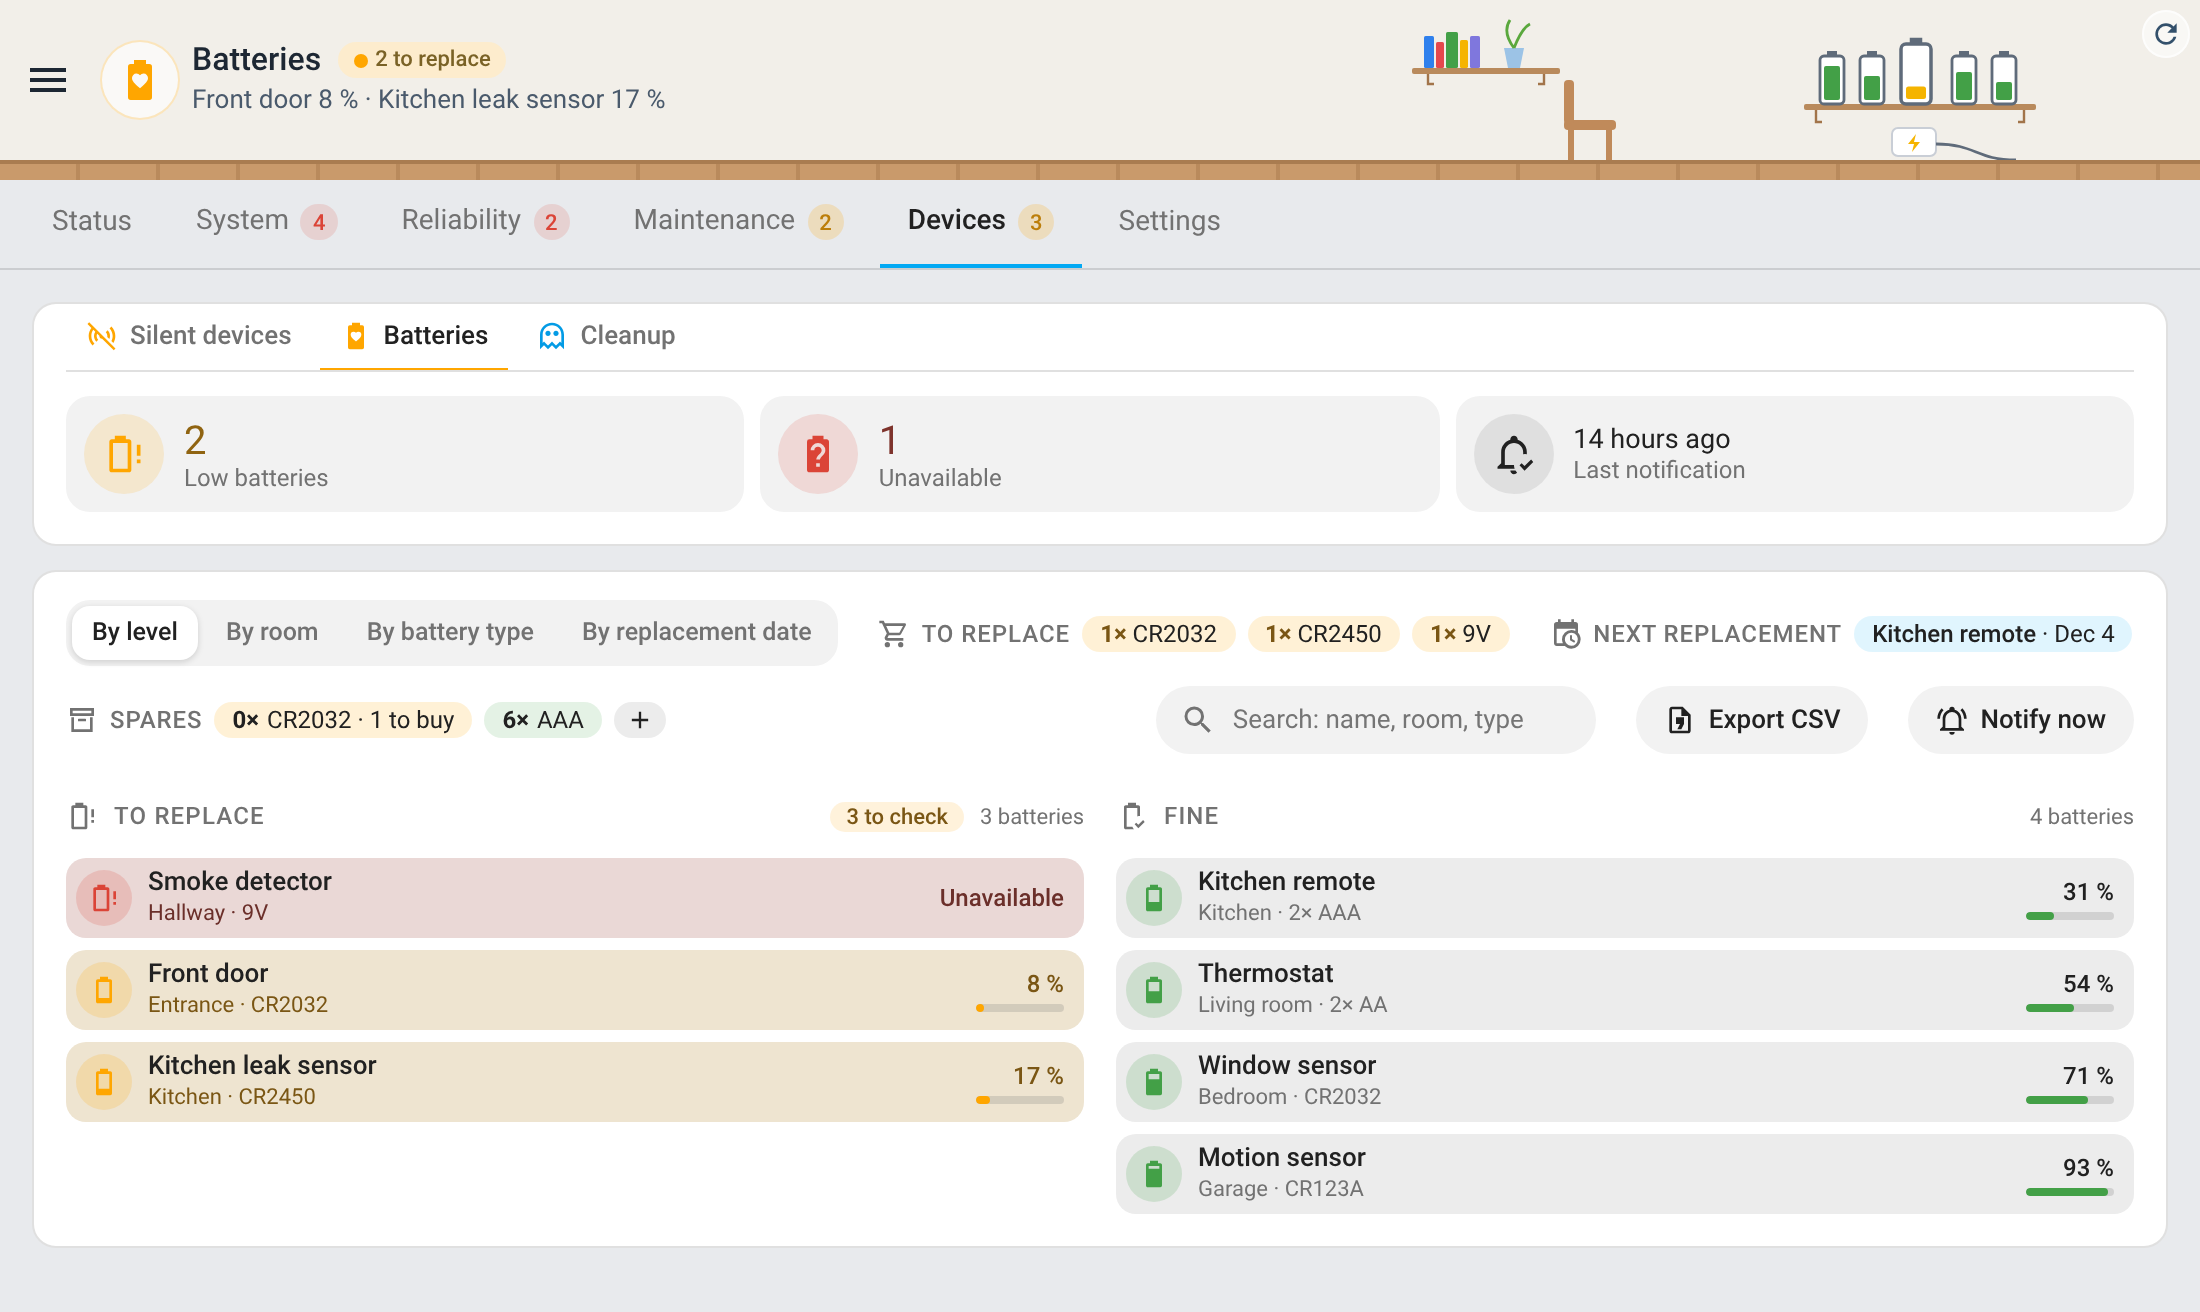 Batteries
2 to replace
Front door 8 % · Kitchen leak sensor 17 %
Status
System 4
Reliability 2
Maintenance 2
Devices 3
Settings
Silent devices
Batteries
Cleanup
2
Low batteries
1
Unavailable
14 hours ago
Last notification
By level
By room
By battery type
By replacement date
TO REPLACE 1× CR2032 1× CR2450 1× 9V
NEXT REPLACEMENT Kitchen remote · Dec 4
SPARES 0× CR2032 · 1 to buy 6× AAA +
Search: name, room, type
Export CSV
Notify now
TO REPLACE
3 to check 3 batteries
Smoke detector
Hallway · 9V
Unavailable
Front door
Entrance · CR2032
8 %
Kitchen leak sensor
Kitchen · CR2450
17 %
FINE
4 batteries
Kitchen remote
Kitchen · 2× AAA
31 %
Thermostat
Living room · 2× AA
54 %
Window sensor
Bedroom · CR2032
71 %
Motion sensor
Garage · CR123A
93 %